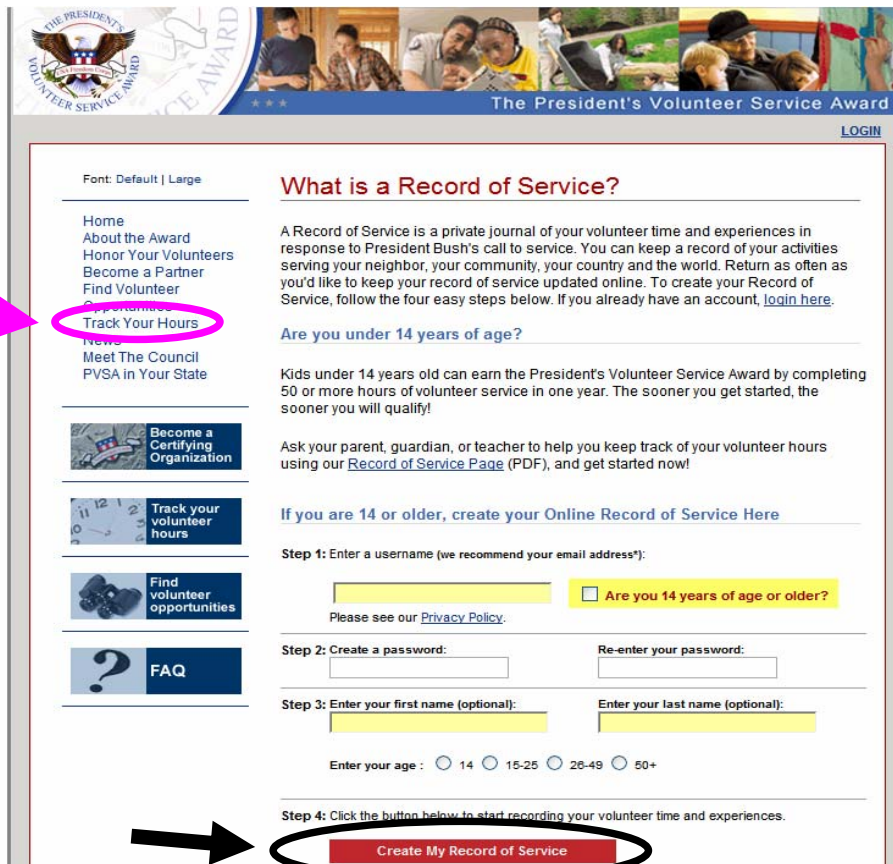 THE PRESIDENT'S
VOLUNTEER SERVICE AWARD
USA Freedom Corps
The President's Volunteer Service Award
LOGIN
Font: Default | Large
Home
About the Award
Honor Your Volunteers
Become a Partner
Find Volunteer
Opportunities
Track Your Hours
News
Meet The Council
PVSA in Your State
Become a
Certifying
Organization
Track your
volunteer
hours
Find
volunteer
opportunities
FAQ
What is a Record of Service?
A Record of Service is a private journal of your volunteer time and experiences in
response to President Bush's call to service. You can keep a record of your activities
serving your neighbor, your community, your country and the world. Return as often as
you'd like to keep your record of service updated online. To create your Record of
Service, follow the four easy steps below. If you already have an account, login here.
Are you under 14 years of age?
Kids under 14 years old can earn the President's Volunteer Service Award by completing
50 or more hours of volunteer service in one year. The sooner you get started, the
sooner you will qualify!
Ask your parent, guardian, or teacher to help you keep track of your volunteer hours
using our Record of Service Page (PDF), and get started now!
If you are 14 or older, create your Online Record of Service Here
Step 1: Enter a username (we recommend your email address*):
Are you 14 years of age or older?
Please see our Privacy Policy.
Step 2: Create a password: Re-enter your password:
Step 3: Enter your first name (optional): Enter your last name (optional):
Enter your age : 14 15-25 26-49 50+
Step 4: Click the button below to start recording your volunteer time and experiences.
Create My Record of Service